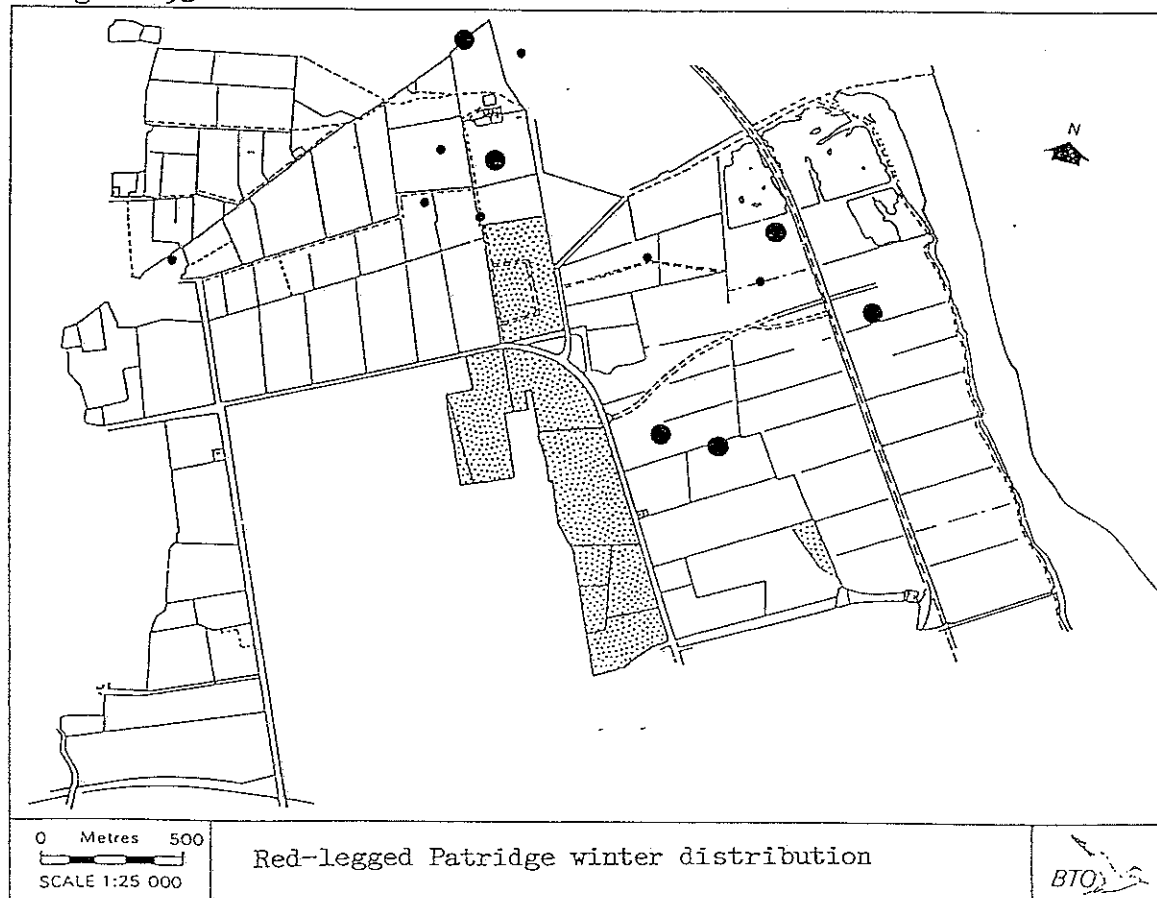 N
0 Metres 500
SCALE 1:25 000
Red-legged Patridge winter distribution
BTO